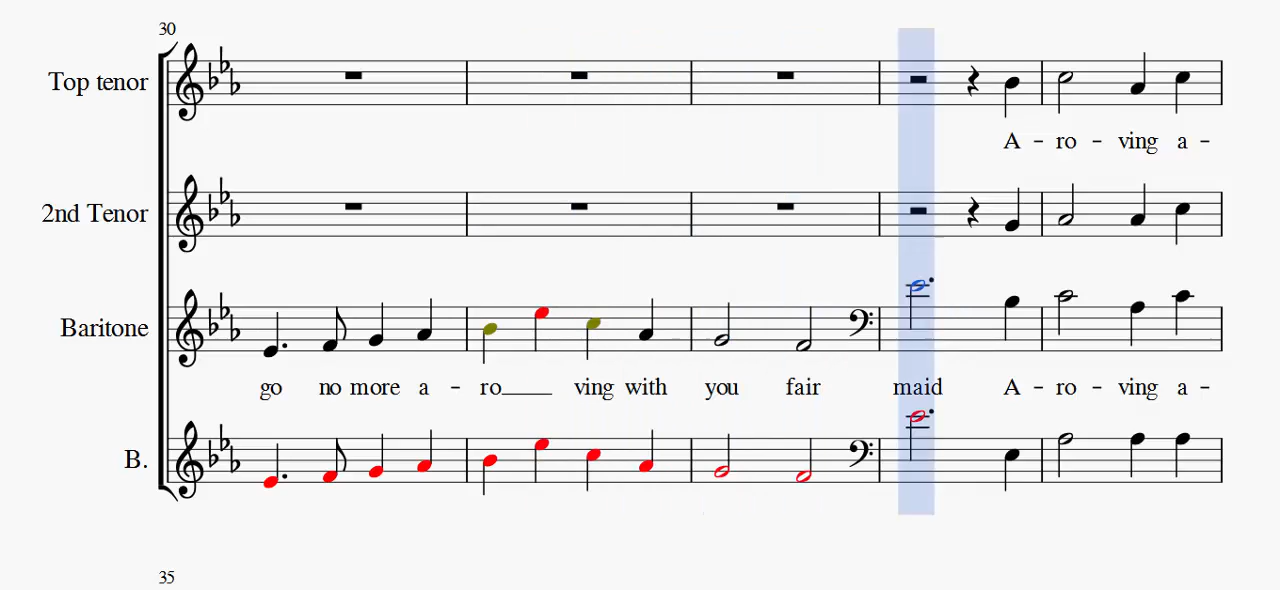 30
Top tenor
A - ro - ving a -
2nd Tenor
Baritone
go no more a - ro___ ving with you fair maid A - ro - ving a -
B.
35